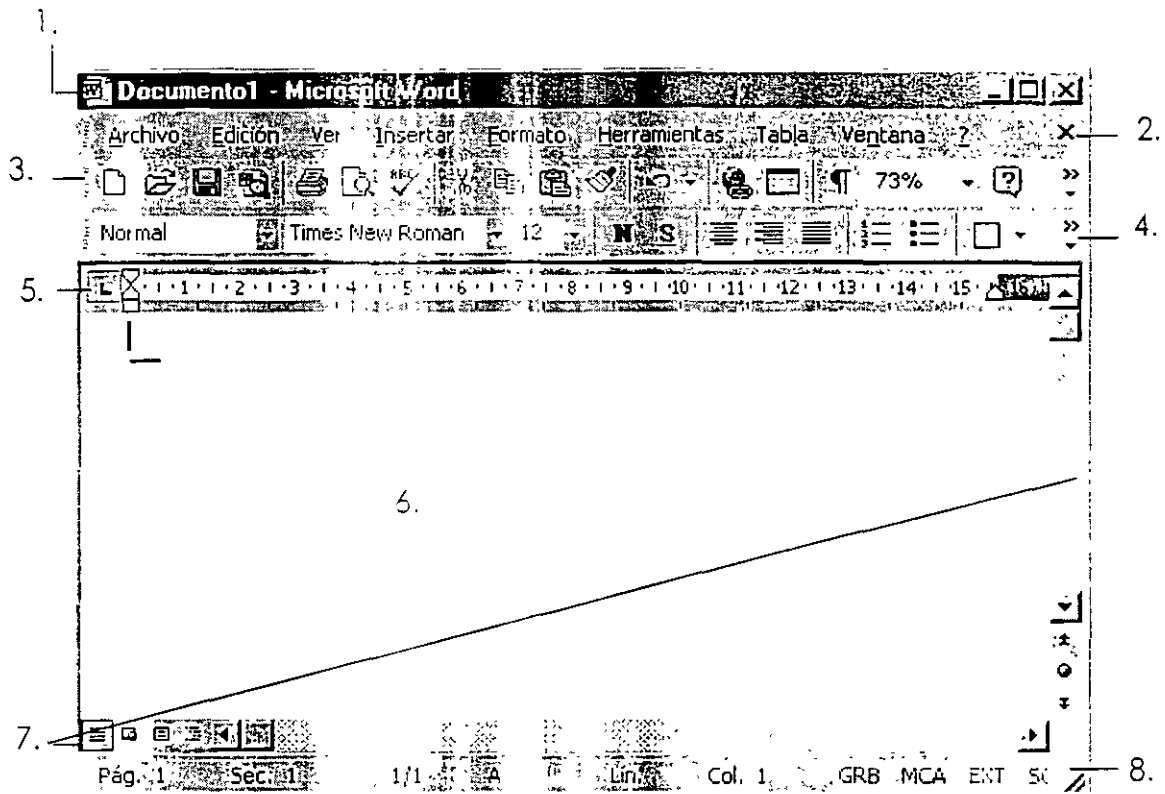 1.
Documento1 - Microsoft Word
Archivo Edición Ver Insertar Formato Herramientas Tabla Ventana ? 2.
3. 73%
Normal Times New Roman 12 N S 4.
5. L 1 2 3 4 5 6 7 8 9 10 11 12 13 14 15 16
6.
7.
Pág. 1 Sec. 1 1/1 A Lín. Col. 1 GRB MCA EXT 8.